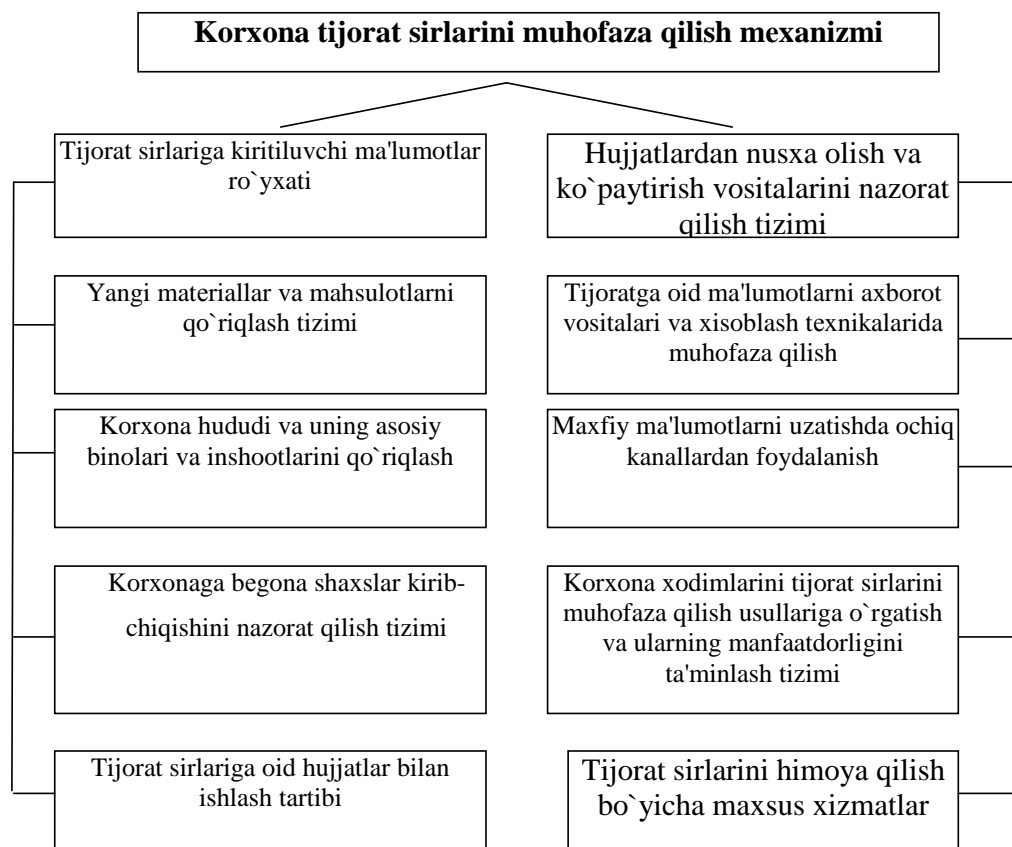 Korxona tijorat sirlarini muhofaza qilish mexanizmi
Tijorat sirlariga kiritiluvchi ma'lumotlar
ro`yxati
Yangi materiallar va mahsulotlarni
qo`riqlash tizimi
Korxona hududi va uning asosiy
binolari va inshootlarini qo`riqlash
Korxonaga begona shaxslar kirib-
chiqishini nazorat qilish tizimi
Tijorat sirlariga oid hujjatlar bilan
ishlash tartibi
Hujjatlardan nusxa olish va
ko`paytirish vositalarini nazorat
qilish tizimi
Tijoratga oid ma'lumotlarni axborot
vositalari va xisoblash texnikalarida
muhofaza qilish
Maxfiy ma'lumotlarni uzatishda ochiq
kanallardan foydalanish
Korxona xodimlarini tijorat sirlarini
muhofaza qilish usullariga o`rgatish
va ularning manfaatdorligini
ta'minlash tizimi
Tijorat sirlarini himoya qilish
bo`yicha maxsus xizmatlar